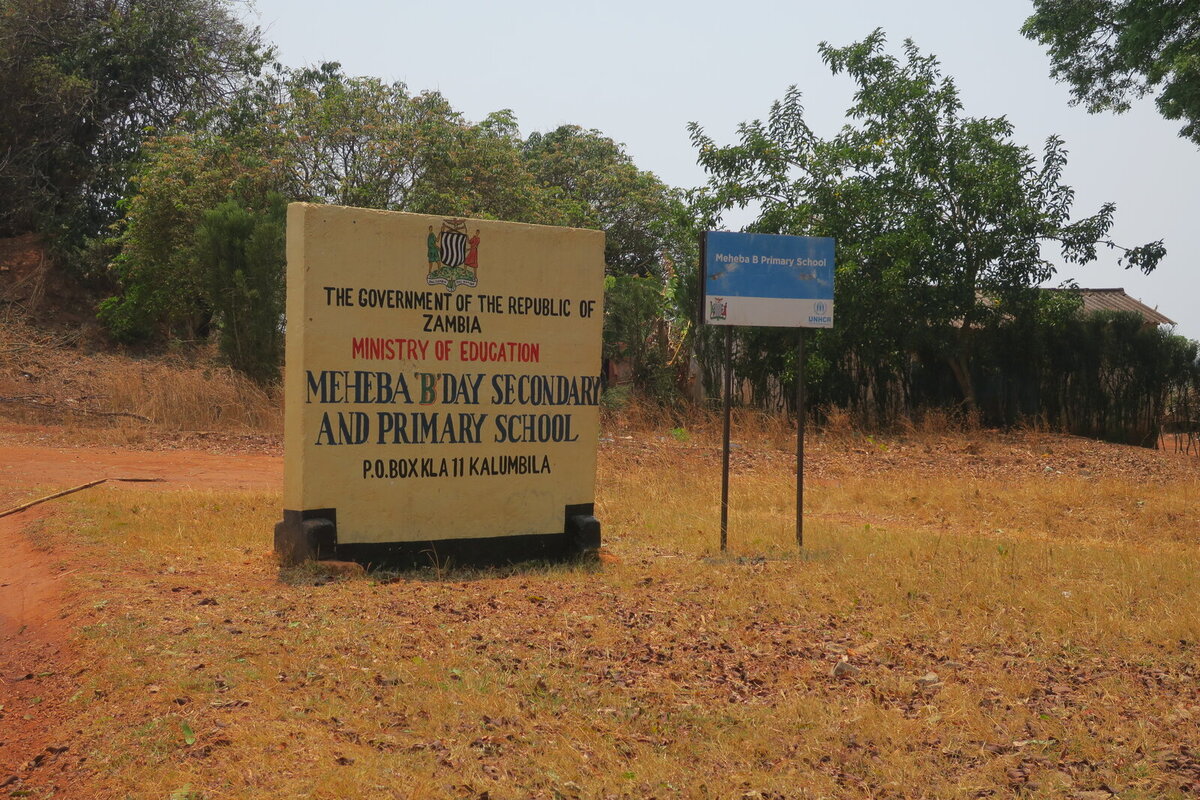 THE GOVERNMENT OF THE REPUBLIC OF
ZAMBIA
MINISTRY OF EDUCATION
MEHEBA 'B' DAY SECONDARY
AND PRIMARY SCHOOL
P.O.BOX KLA 11 KALUMBILA
Meheba B Primary School
UNHCR